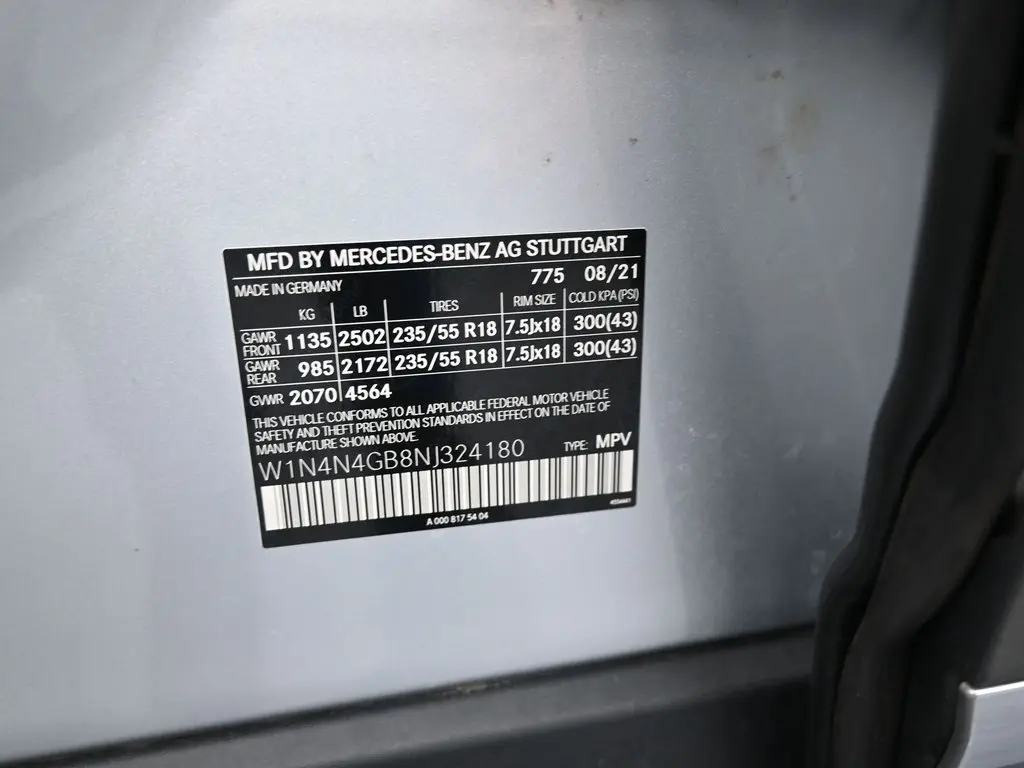 MFD BY MERCEDES-BENZ AG STUTTGART
MADE IN GERMANY 775 08/21
KG LB TIRES RIM SIZE COLD KPA (PSI)
GAWR FRONT 1135 2502 235/55 R18 7.5Jx18 300(43)
GAWR REAR 985 2172 235/55 R18 7.5Jx18 300(43)
GVWR 2070 4564
THIS VEHICLE CONFORMS TO ALL APPLICABLE FEDERAL MOTOR VEHICLE
SAFETY AND THEFT PREVENTION STANDARDS IN EFFECT ON THE DATE OF
MANUFACTURE SHOWN ABOVE.
W1N4N4GB8NJ324180 TYPE: MPV
A 000 817 54 04